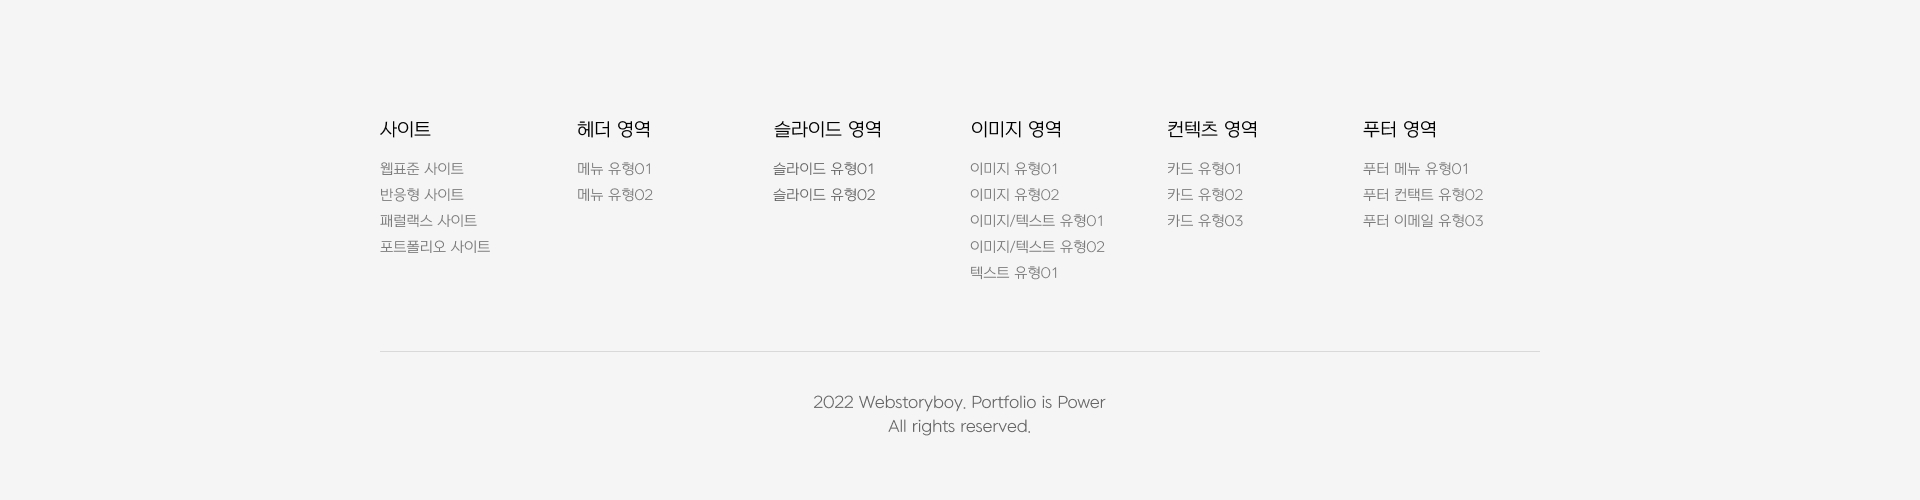 사이트
웹표준 사이트
반응형 사이트
패럴랙스 사이트
포트폴리오 사이트
헤더 영역
메뉴 유형01
메뉴 유형02
슬라이드 영역
슬라이드 유형01
슬라이드 유형02
이미지 영역
이미지 유형01
이미지 유형02
이미지/텍스트 유형01
이미지/텍스트 유형02
텍스트 유형01
컨텍츠 영역
카드 유형01
카드 유형02
카드 유형03
푸터 영역
푸터 메뉴 유형01
푸터 컨택트 유형02
푸터 이메일 유형03
2022 Webstoryboy. Portfolio is Power
All rights reserved.